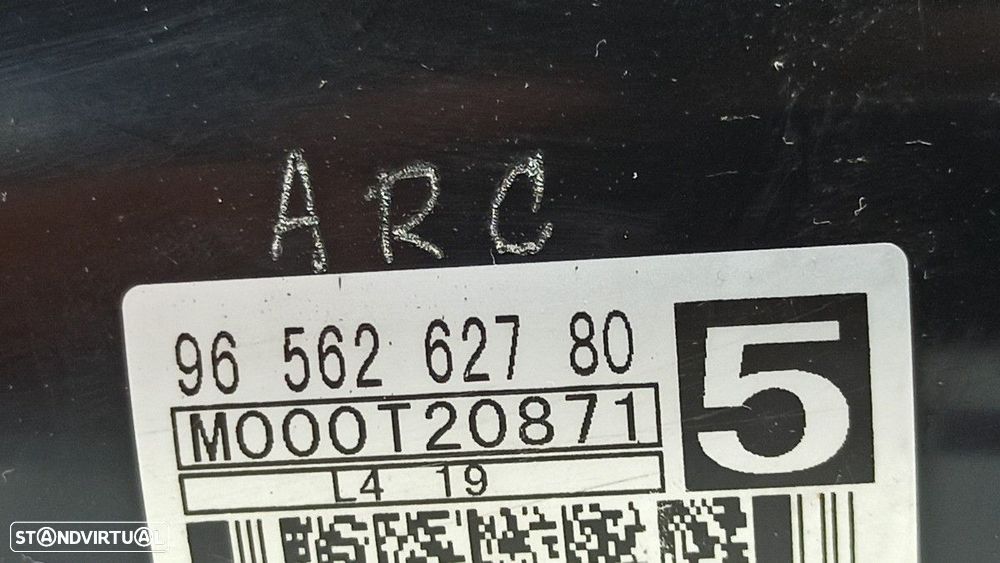 ARC
96 562 627 80
5
M000T20871
L4 19
STANDVIRTUAL